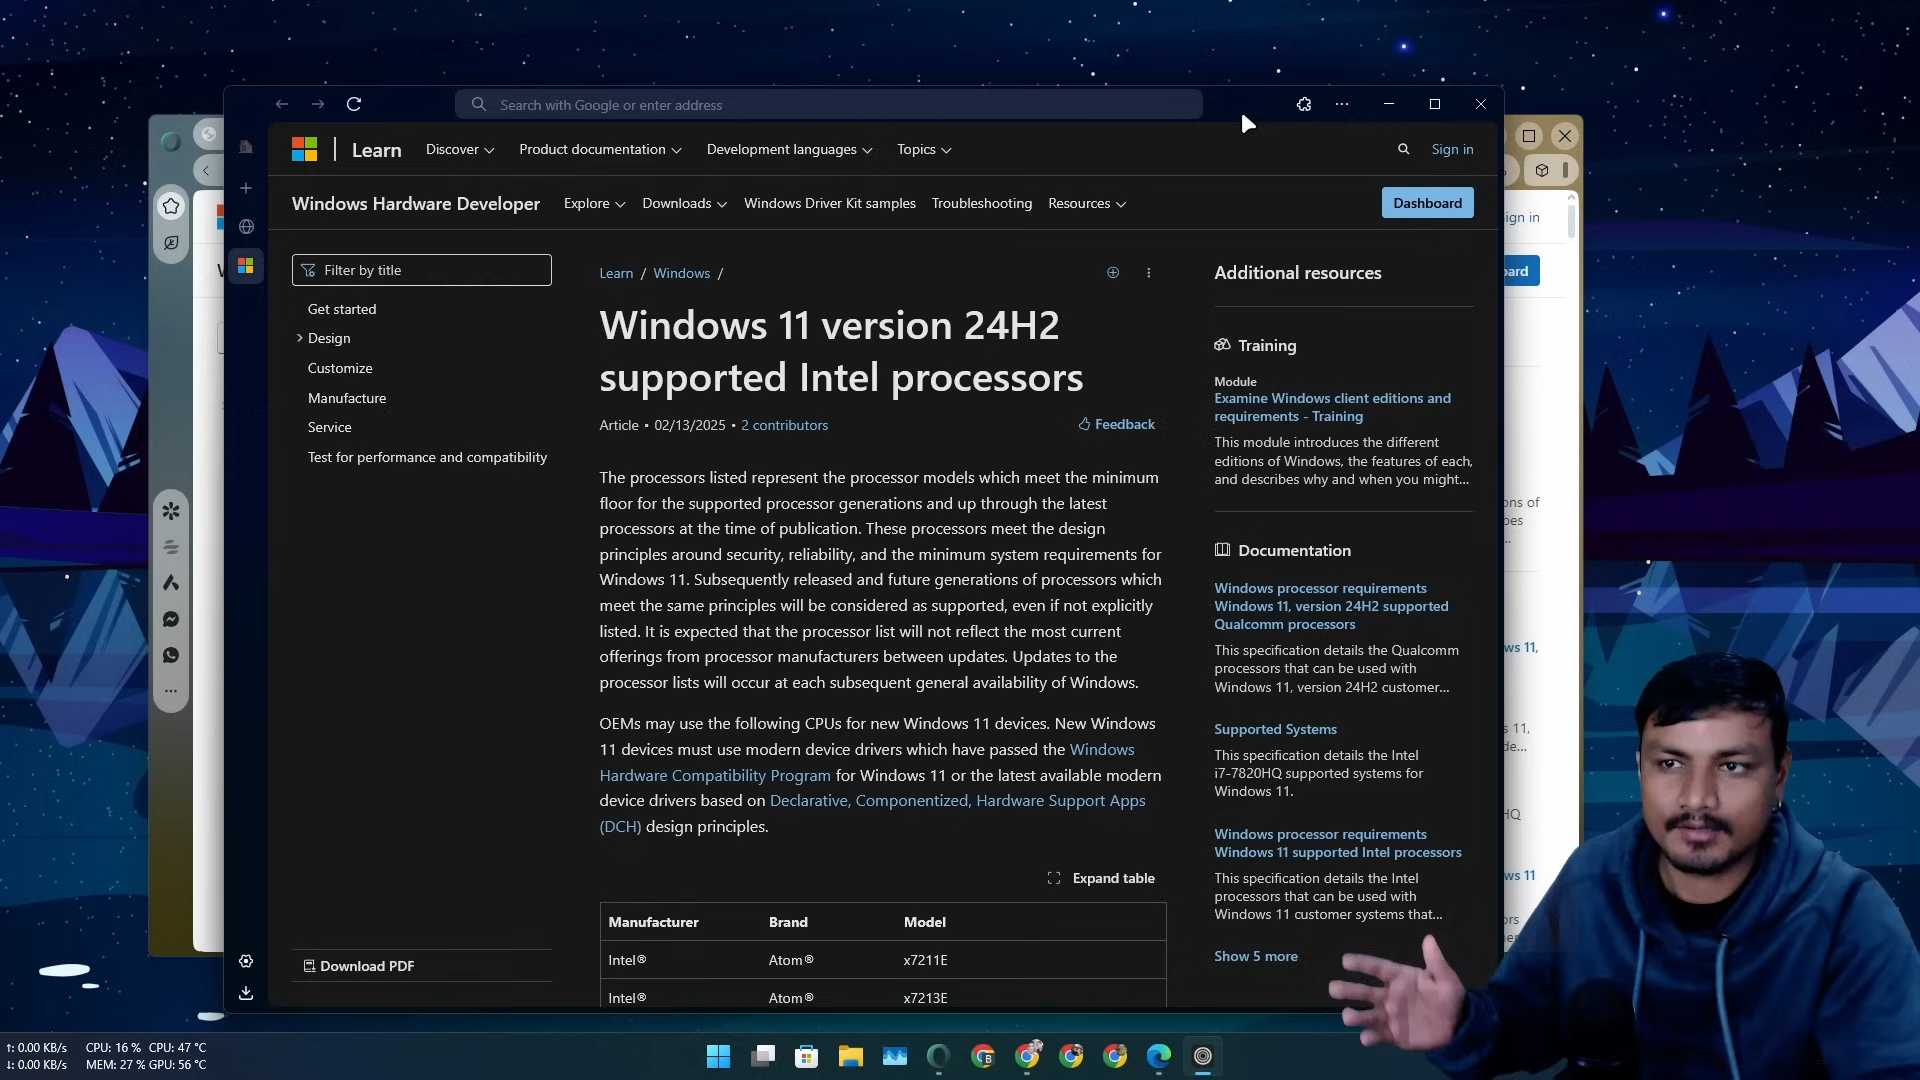 Search with Google or enter address
Learn
Discover
Product documentation
Development languages
Topics
Sign in
Windows Hardware Developer
Explore
Downloads
Windows Driver Kit samples
Troubleshooting
Resources
Dashboard
Filter by title
Get started
Design
Customize
Manufacture
Service
Test for performance and compatibility
Download PDF
Learn / Windows /
Windows 11 version 24H2
supported Intel processors
Article • 02/13/2025 • 2 contributors
Feedback
The processors listed represent the processor models which meet the minimum
floor for the supported processor generations and up through the latest
processors at the time of publication. These processors meet the design
principles around security, reliability, and the minimum system requirements for
Windows 11. Subsequently released and future generations of processors which
meet the same principles will be considered as supported, even if not explicitly
listed. It is expected that the processor list will not reflect the most current
offerings from processor manufacturers between updates. Updates to the
processor lists will occur at each subsequent general availability of Windows.
OEMs may use the following CPUs for new Windows 11 devices. New Windows
11 devices must use modern device drivers which have passed the Windows
Hardware Compatibility Program for Windows 11 or the latest available modern
device drivers based on Declarative, Componentized, Hardware Support Apps
(DCH) design principles.
Expand table
Manufacturer Brand Model
Intel® Atom® x7211E
Intel® Atom® x7213E
Additional resources
Training
Module
Examine Windows client editions and
requirements - Training
This module introduces the different
editions of Windows, the features of each,
and describes why and when you might...
Documentation
Windows processor requirements
Windows 11, version 24H2 supported
Qualcomm processors
This specification details the Qualcomm
processors that can be used with
Windows 11, version 24H2 customer...
Supported Systems
This specification details the Intel
i7-7820HQ supported systems for
Windows 11.
Windows processor requirements
Windows 11 supported Intel processors
This specification details the Intel
processors that can be used with
Windows 11 customer systems that...
Show 5 more
ign in
ard
ons of
ws 11,
s 11,
de...
HQ
ws 11
ors
↑: 0.00 KB/s CPU: 16 % CPU: 47 °C
↓: 0.00 KB/s MEM: 27 % GPU: 56 °C